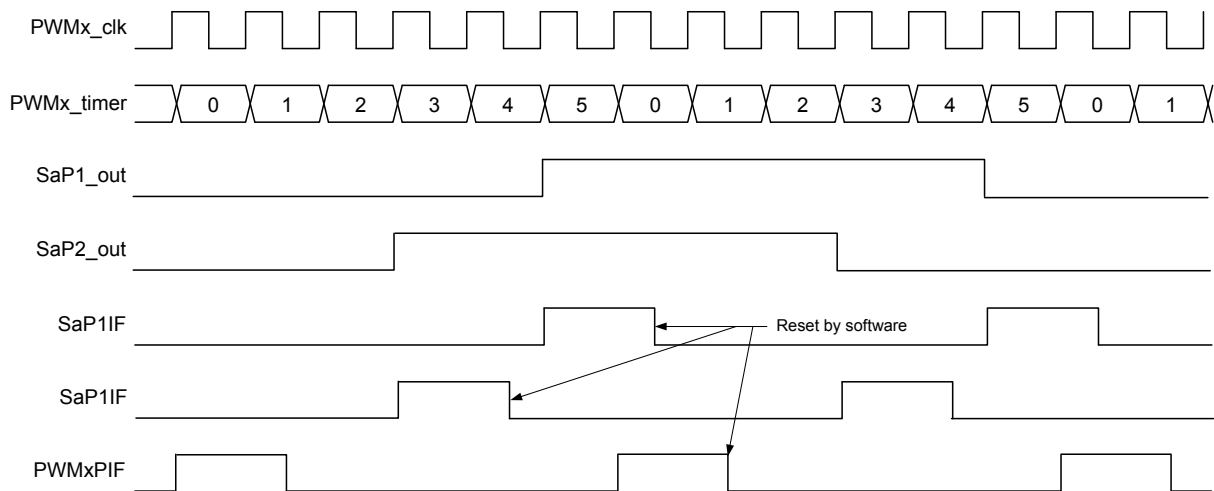 PWMx_clk
PWMx_timer 0 1 2 3 4 5 0 1 2 3 4 5 0 1
SaP1_out
SaP2_out
SaP1IF Reset by software
SaP1IF
PWMxPIF